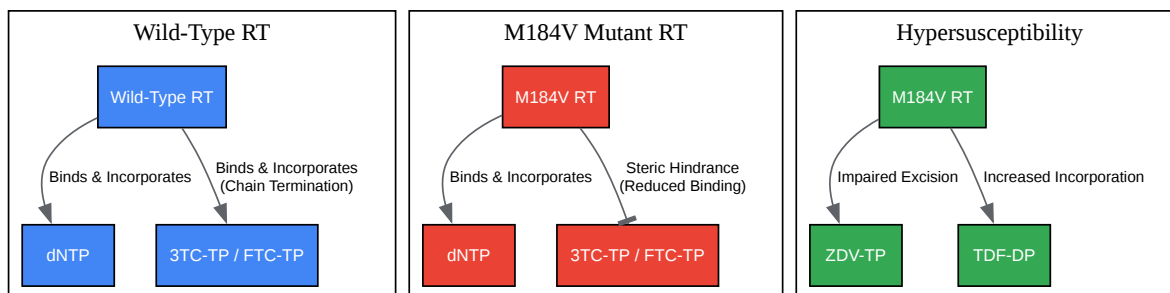 Wild-Type RT
Wild-Type RT
Binds & Incorporates
Binds & Incorporates
(Chain Termination)
dNTP
3TC-TP / FTC-TP
M184V Mutant RT
M184V RT
Binds & Incorporates
Steric Hindrance
(Reduced Binding)
dNTP
3TC-TP / FTC-TP
Hypersusceptibility
M184V RT
Impaired Excision
Increased Incorporation
ZDV-TP
TDF-DP